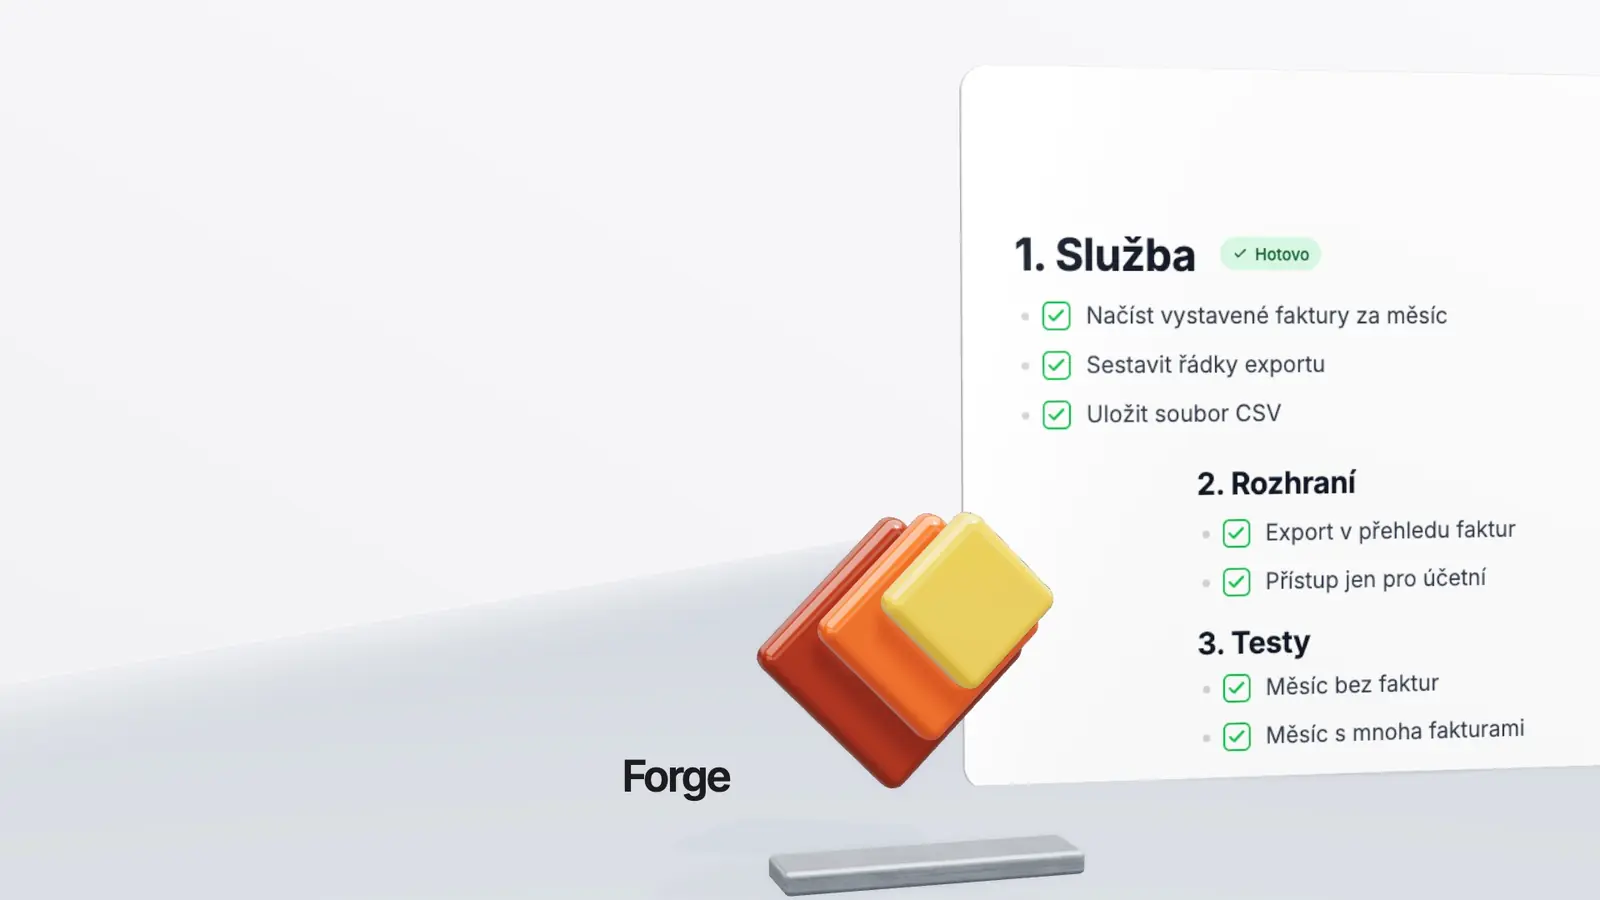 1. Služba
Hotovo
Načíst vystavené faktury za měsíc
Sestavit řádky exportu
Uložit soubor CSV
2. Rozhraní
Export v přehledu faktur
Přístup jen pro účetní
3. Testy
Měsíc bez faktur
Měsíc s mnoha fakturami
Forge